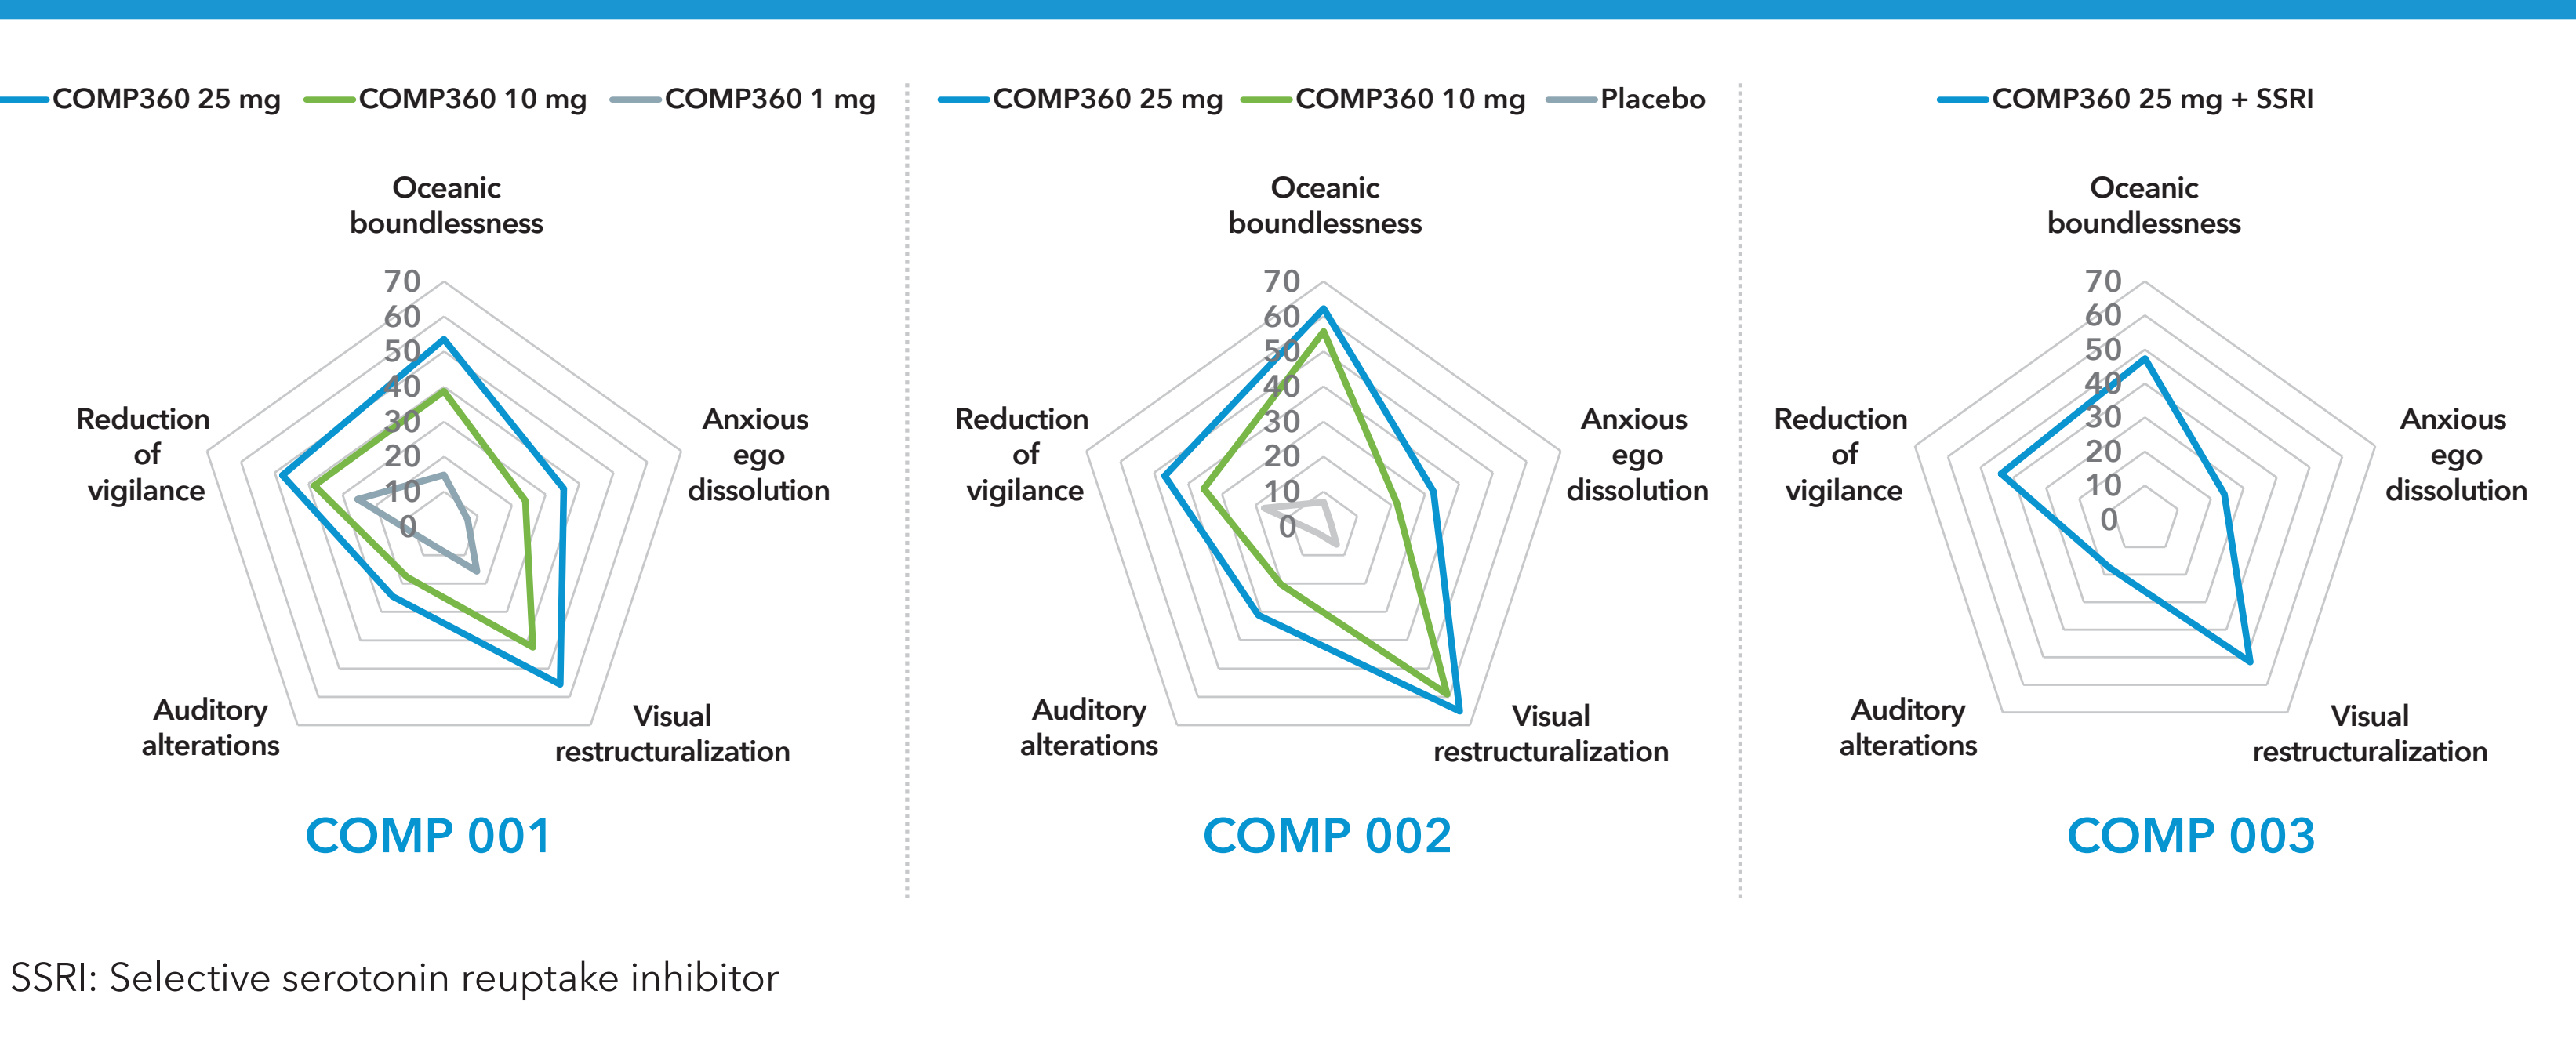 COMP360 25 mg COMP360 10 mg COMP360 1 mg
Oceanic
boundlessness
70
60
50
40
30
20
10
0
Anxious
ego
dissolution
Visual
restructuralization
Auditory
alterations
Reduction
of
vigilance
COMP 001
COMP360 25 mg COMP360 10 mg Placebo
Oceanic
boundlessness
70
60
50
40
30
20
10
0
Anxious
ego
dissolution
Visual
restructuralization
Auditory
alterations
Reduction
of
vigilance
COMP 002
COMP360 25 mg + SSRI
Oceanic
boundlessness
70
60
50
40
30
20
10
0
Anxious
ego
dissolution
Visual
restructuralization
Auditory
alterations
Reduction
of
vigilance
COMP 003
SSRI: Selective serotonin reuptake inhibitor